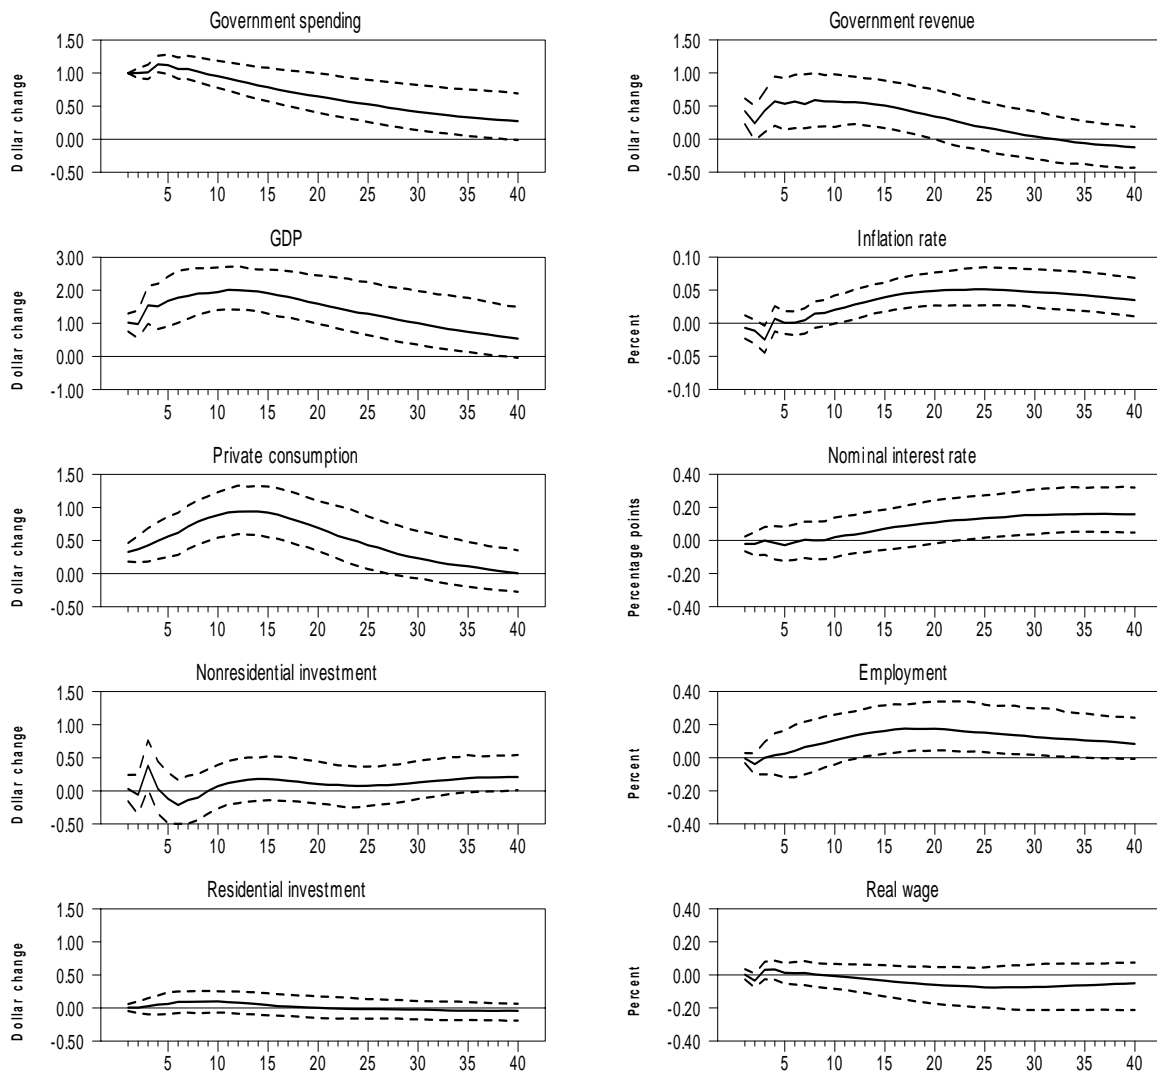 Government spending
Dollar change
1.50
1.00
0.50
0.00
-0.50
5 10 15 20 25 30 35 40
Government revenue
Dollar change
1.50
1.00
0.50
0.00
-0.50
5 10 15 20 25 30 35 40
GDP
Dollar change
3.00
2.00
1.00
0.00
-1.00
5 10 15 20 25 30 35 40
Inflation rate
Percent
0.10
0.05
0.00
-0.05
-0.10
5 10 15 20 25 30 35 40
Private consumption
Dollar change
1.50
1.00
0.50
0.00
-0.50
5 10 15 20 25 30 35 40
Nominal interest rate
Percentage points
0.40
0.20
0.00
-0.20
-0.40
5 10 15 20 25 30 35 40
Nonresidential investment
Dollar change
1.50
1.00
0.50
0.00
-0.50
5 10 15 20 25 30 35 40
Employment
Percent
0.40
0.20
0.00
-0.20
-0.40
5 10 15 20 25 30 35 40
Residential investment
Dollar change
1.50
1.00
0.50
0.00
-0.50
5 10 15 20 25 30 35 40
Real wage
Percent
0.40
0.20
0.00
-0.20
-0.40
5 10 15 20 25 30 35 40